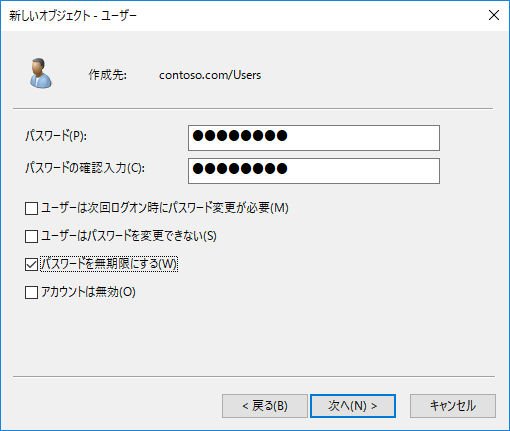 新しいオブジェクト - ユーザー
作成先: contoso.com/Users
パスワード(P): ●●●●●●●●
パスワードの確認入力(C): ●●●●●●●●
ユーザーは次回ログオン時にパスワード変更が必要(M)
ユーザーはパスワードを変更できない(S)
パスワードを無期限にする(W)
アカウントは無効(O)
< 戻る(B) 次へ(N) > キャンセル